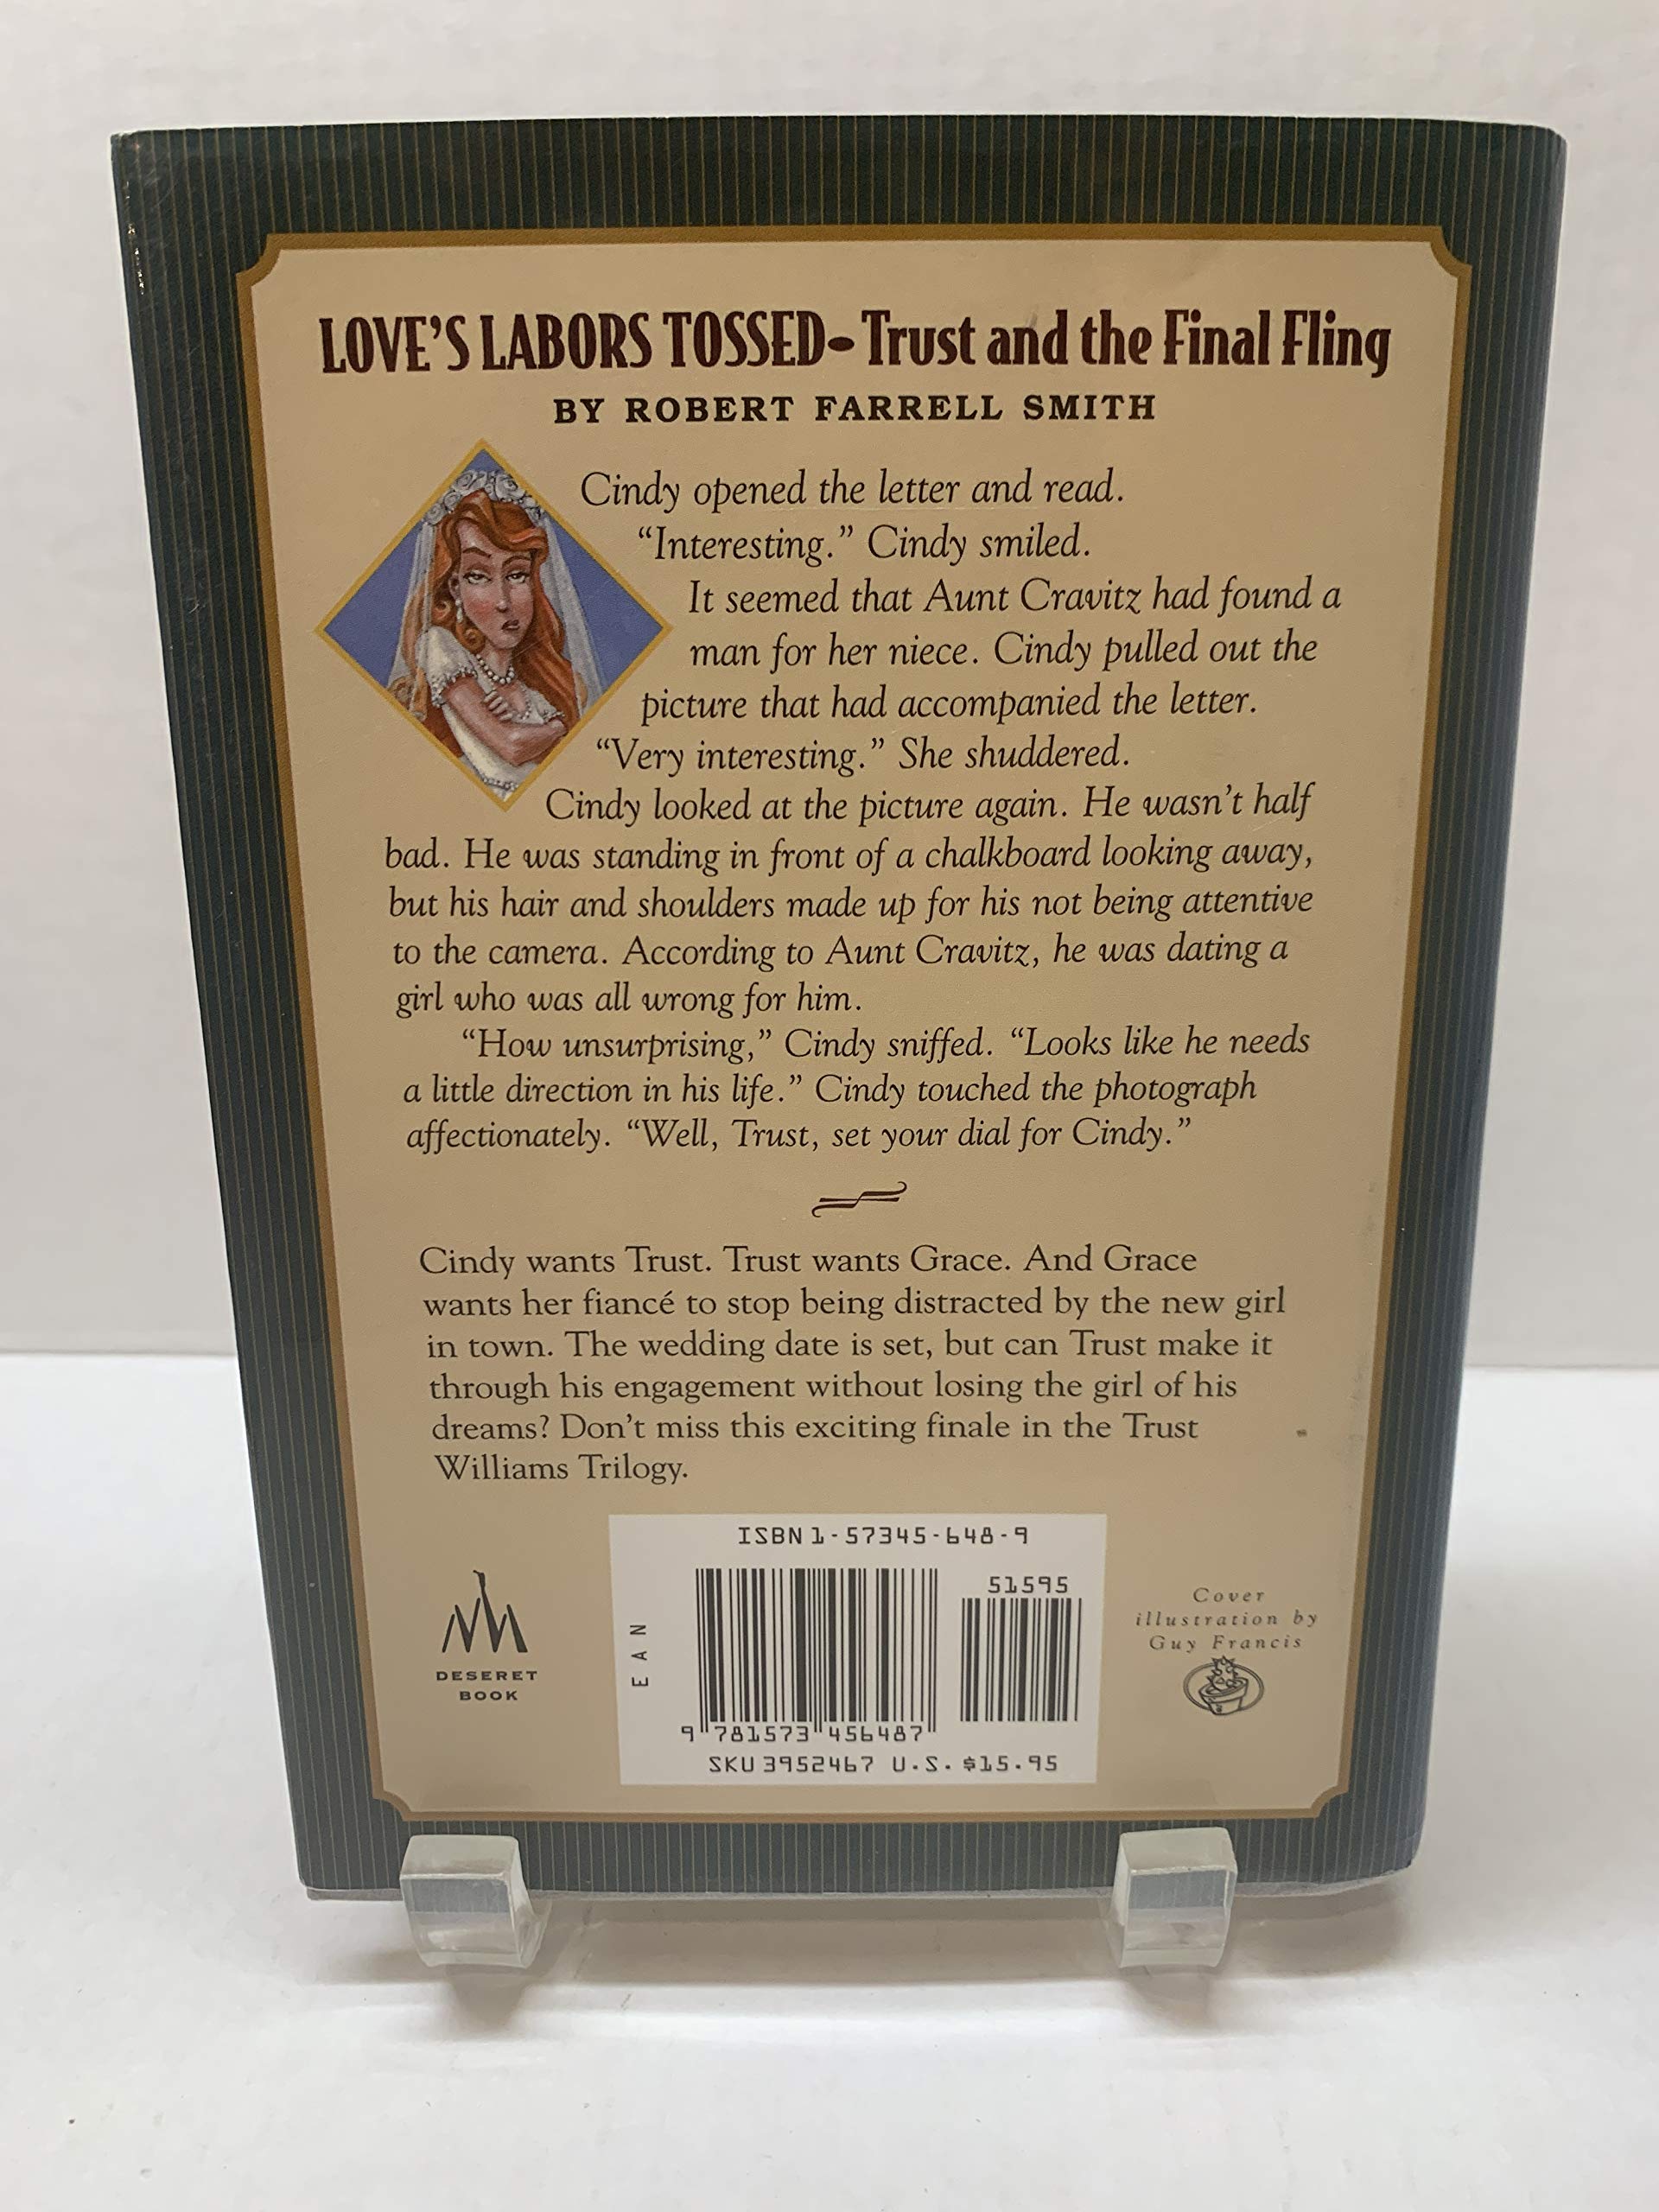 LOVE'S LABORS TOSSED•Trust and the Final Fling
BY ROBERT FARRELL SMITH
Cindy opened the letter and read.
“Interesting.” Cindy smiled.
It seemed that Aunt Cravitz had found a
man for her niece. Cindy pulled out the
picture that had accompanied the letter.
“Very interesting.” She shuddered.
Cindy looked at the picture again. He wasn't half
bad. He was standing in front of a chalkboard looking away,
but his hair and shoulders made up for his not being attentive
to the camera. According to Aunt Cravitz, he was dating a
girl who was all wrong for him.
“How unsurprising,” Cindy sniffed. “Looks like he needs
a little direction in his life.” Cindy touched the photograph
affectionately. “Well, Trust, set your dial for Cindy.”
Cindy wants Trust. Trust wants Grace. And Grace
wants her fiancé to stop being distracted by the new girl
in town. The wedding date is set, but can Trust make it
through his engagement without losing the girl of his
dreams? Don't miss this exciting finale in the Trust
Williams Trilogy.
DESERET
BOOK
ISBN 1-57345-648-9
51595
EAN
9 781573 456487
SKU 3952467 U.S. $15.95
Cover
illustration by
Guy Francis